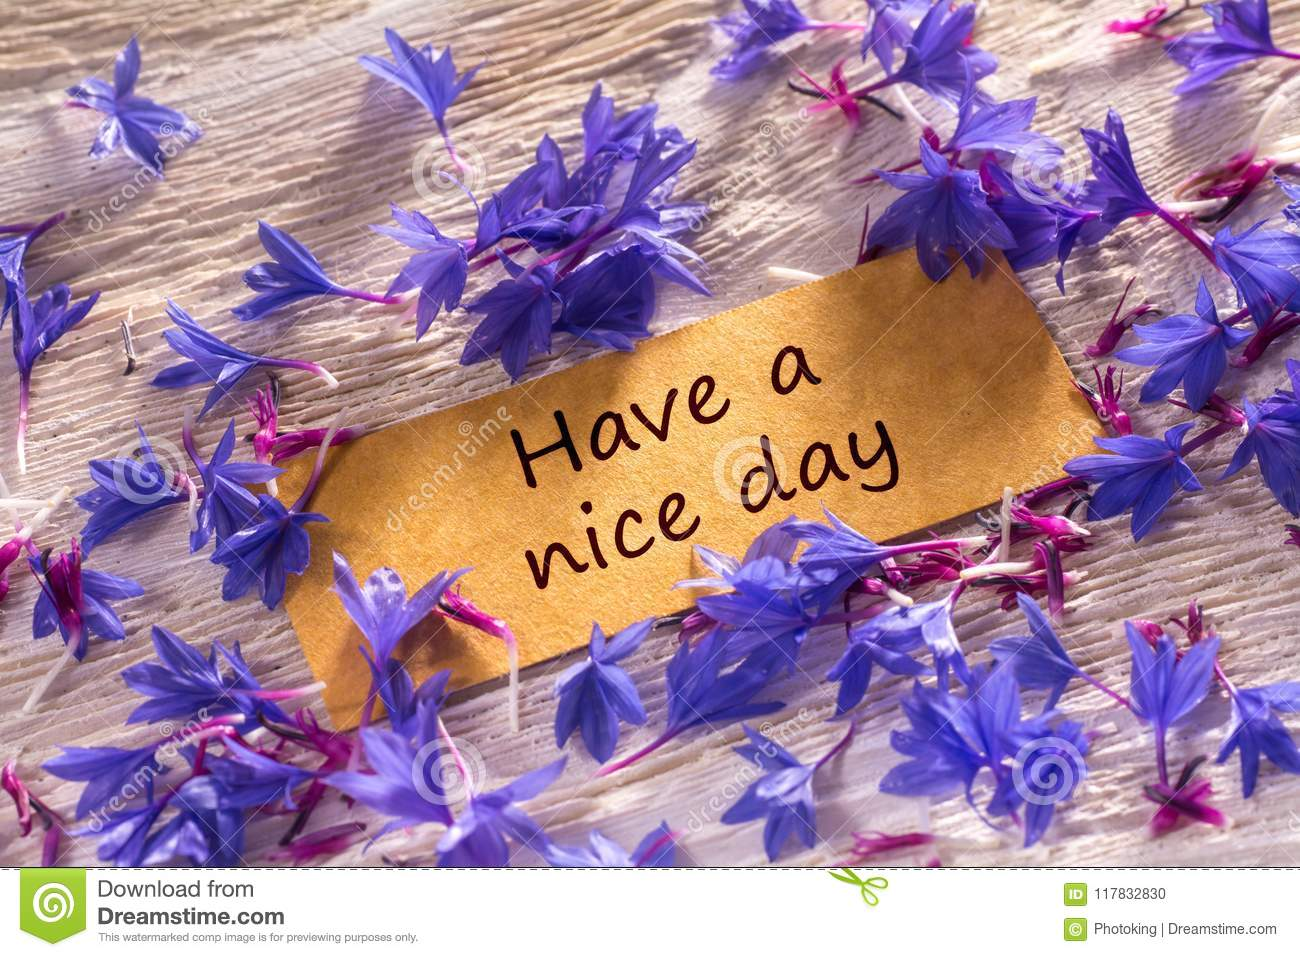 Have a
nice day
Download from
Dreamstime.com
This watermarked comp image is for previewing purposes only.
ID 117832830
© Photoking | Dreamstime.com